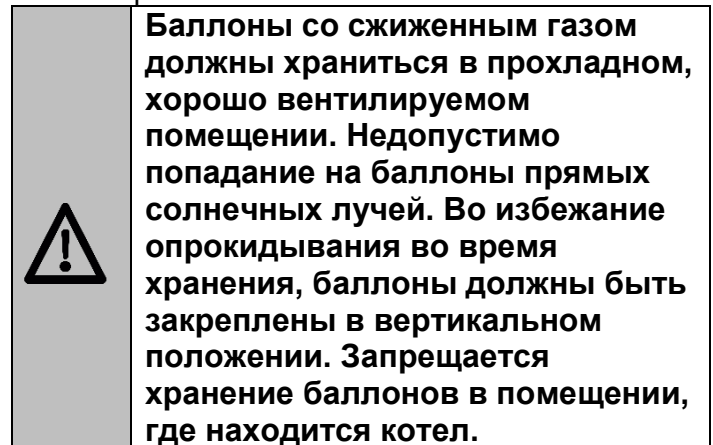 Баллоны со сжиженным газом
должны храниться в прохладном,
хорошо вентилируемом
помещении. Недопустимо
попадание на баллоны прямых
солнечных лучей. Во избежание
опрокидывания во время
хранения, баллоны должны быть
закреплены в вертикальном
положении. Запрещается
хранение баллонов в помещении,
где находится котел.